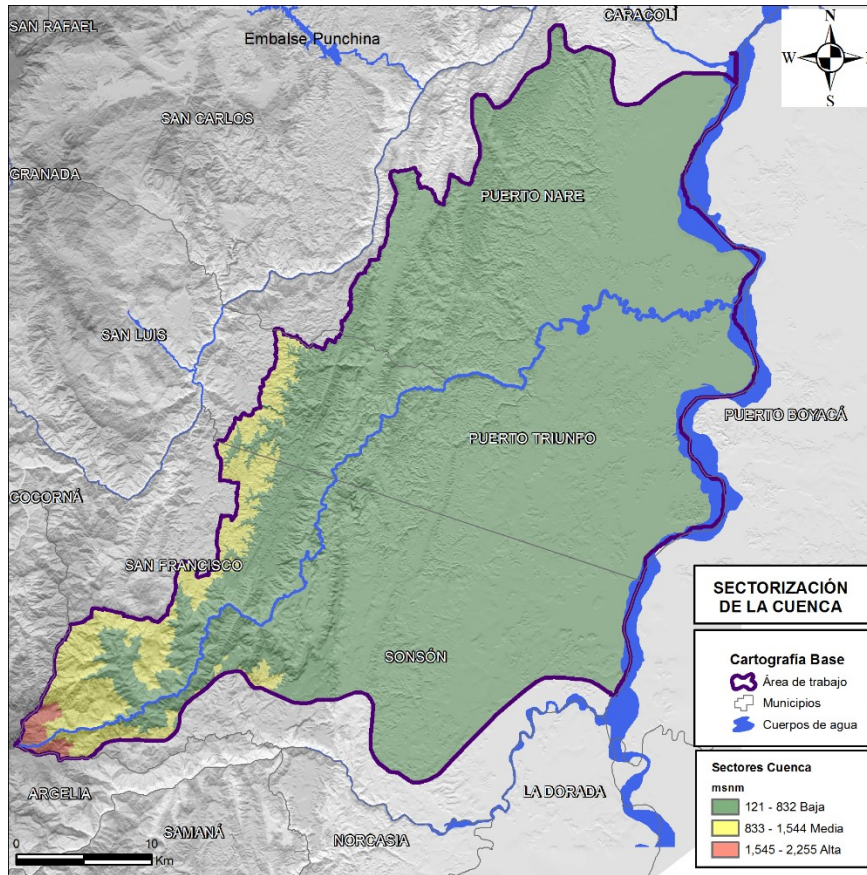 SAN RAFAEL
Embalse Punchina
CARACOLÍ
N
W
S
SAN CARLOS
GRANADA
PUERTO NARE
SAN LUIS
PUERTO BOYACÁ
PUERTO TRIUNFO
COCORNÁ
SAN FRANCISCO
SONSÓN
ARGELIA
SAMANÁ
NORCASIA
LA DORADA
0 10
Km
SECTORIZACIÓN
DE LA CUENCA
Cartografía Base
Área de trabajo
Municipios
Cuerpos de agua
Sectores Cuenca
msnm
121 - 832 Baja
833 - 1,544 Media
1,545 - 2,255 Alta